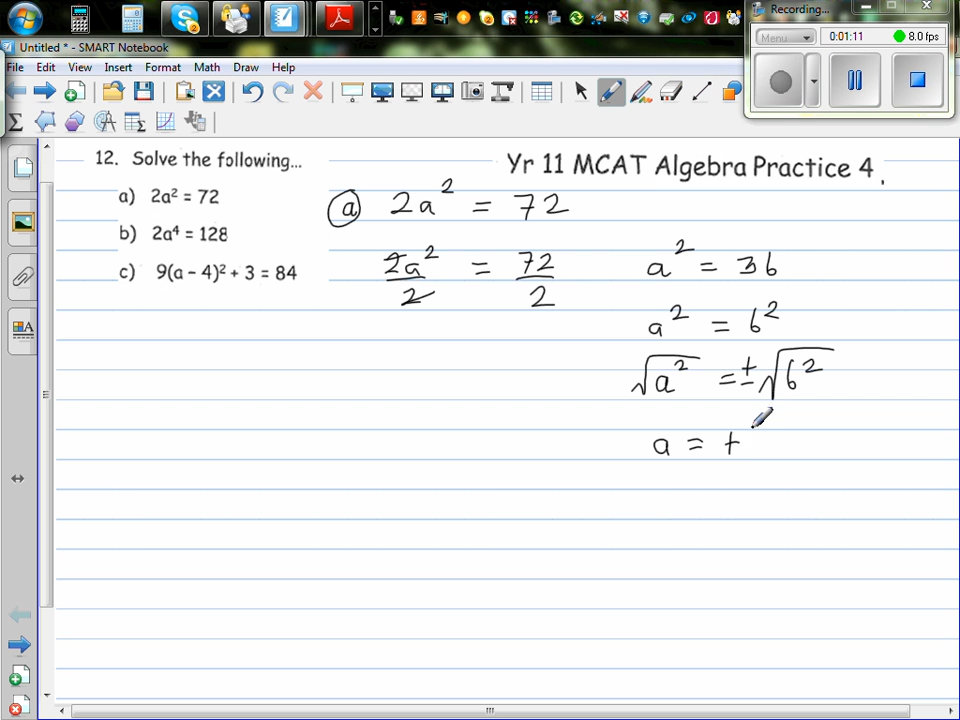 Recording...
Untitled * - SMART Notebook
Menu
0:01:11
8.0 fps
File Edit View Insert Format Math Draw Help
12. Solve the following...
Yr 11 MCAT Algebra Practice 4,
a) 2a² = 72
b) 2a⁴ = 128
c) 9(a – 4)² + 3 = 84
ⓐ 2a² = 72
2a²/2 = 72/2
a² = 36
a² = 6²
√a² = ±√6²
a = +